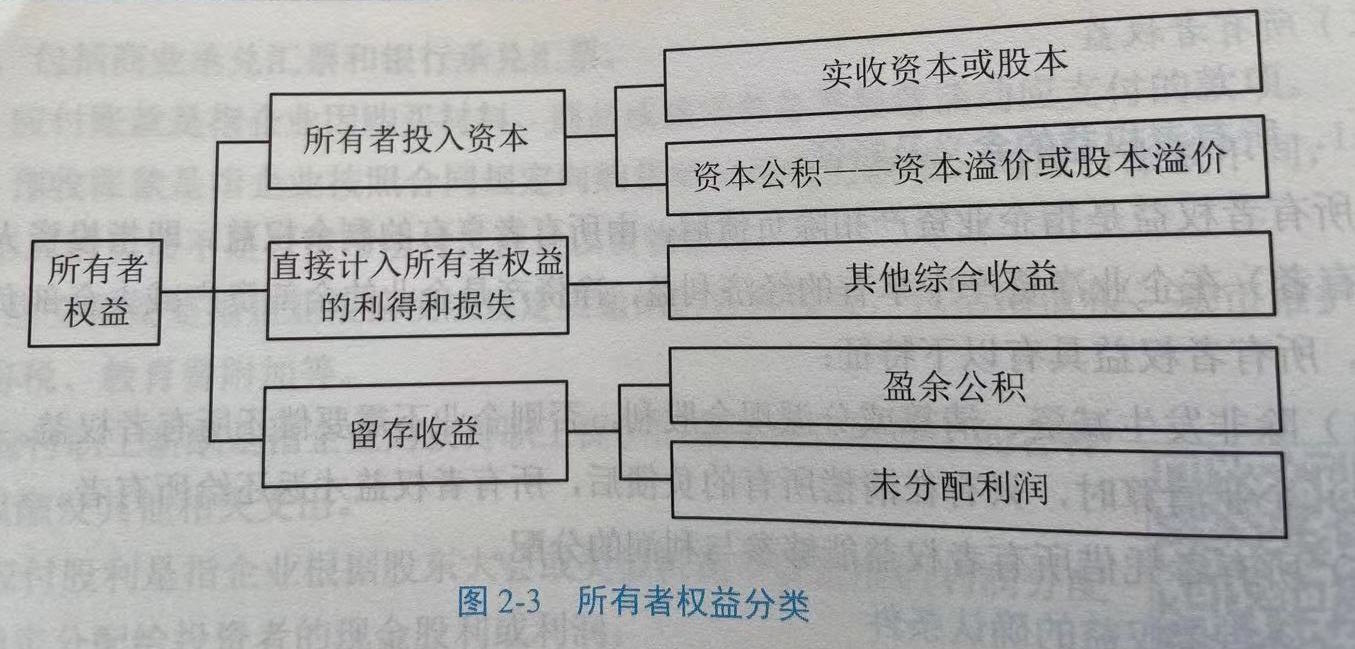 所有者
权益
所有者投入资本
实收资本或股本
资本公积——资本溢价或股本溢价
直接计入所有者权益
的利得和损失
其他综合收益
留存收益
盈余公积
未分配利润
图 2-3 所有者权益分类